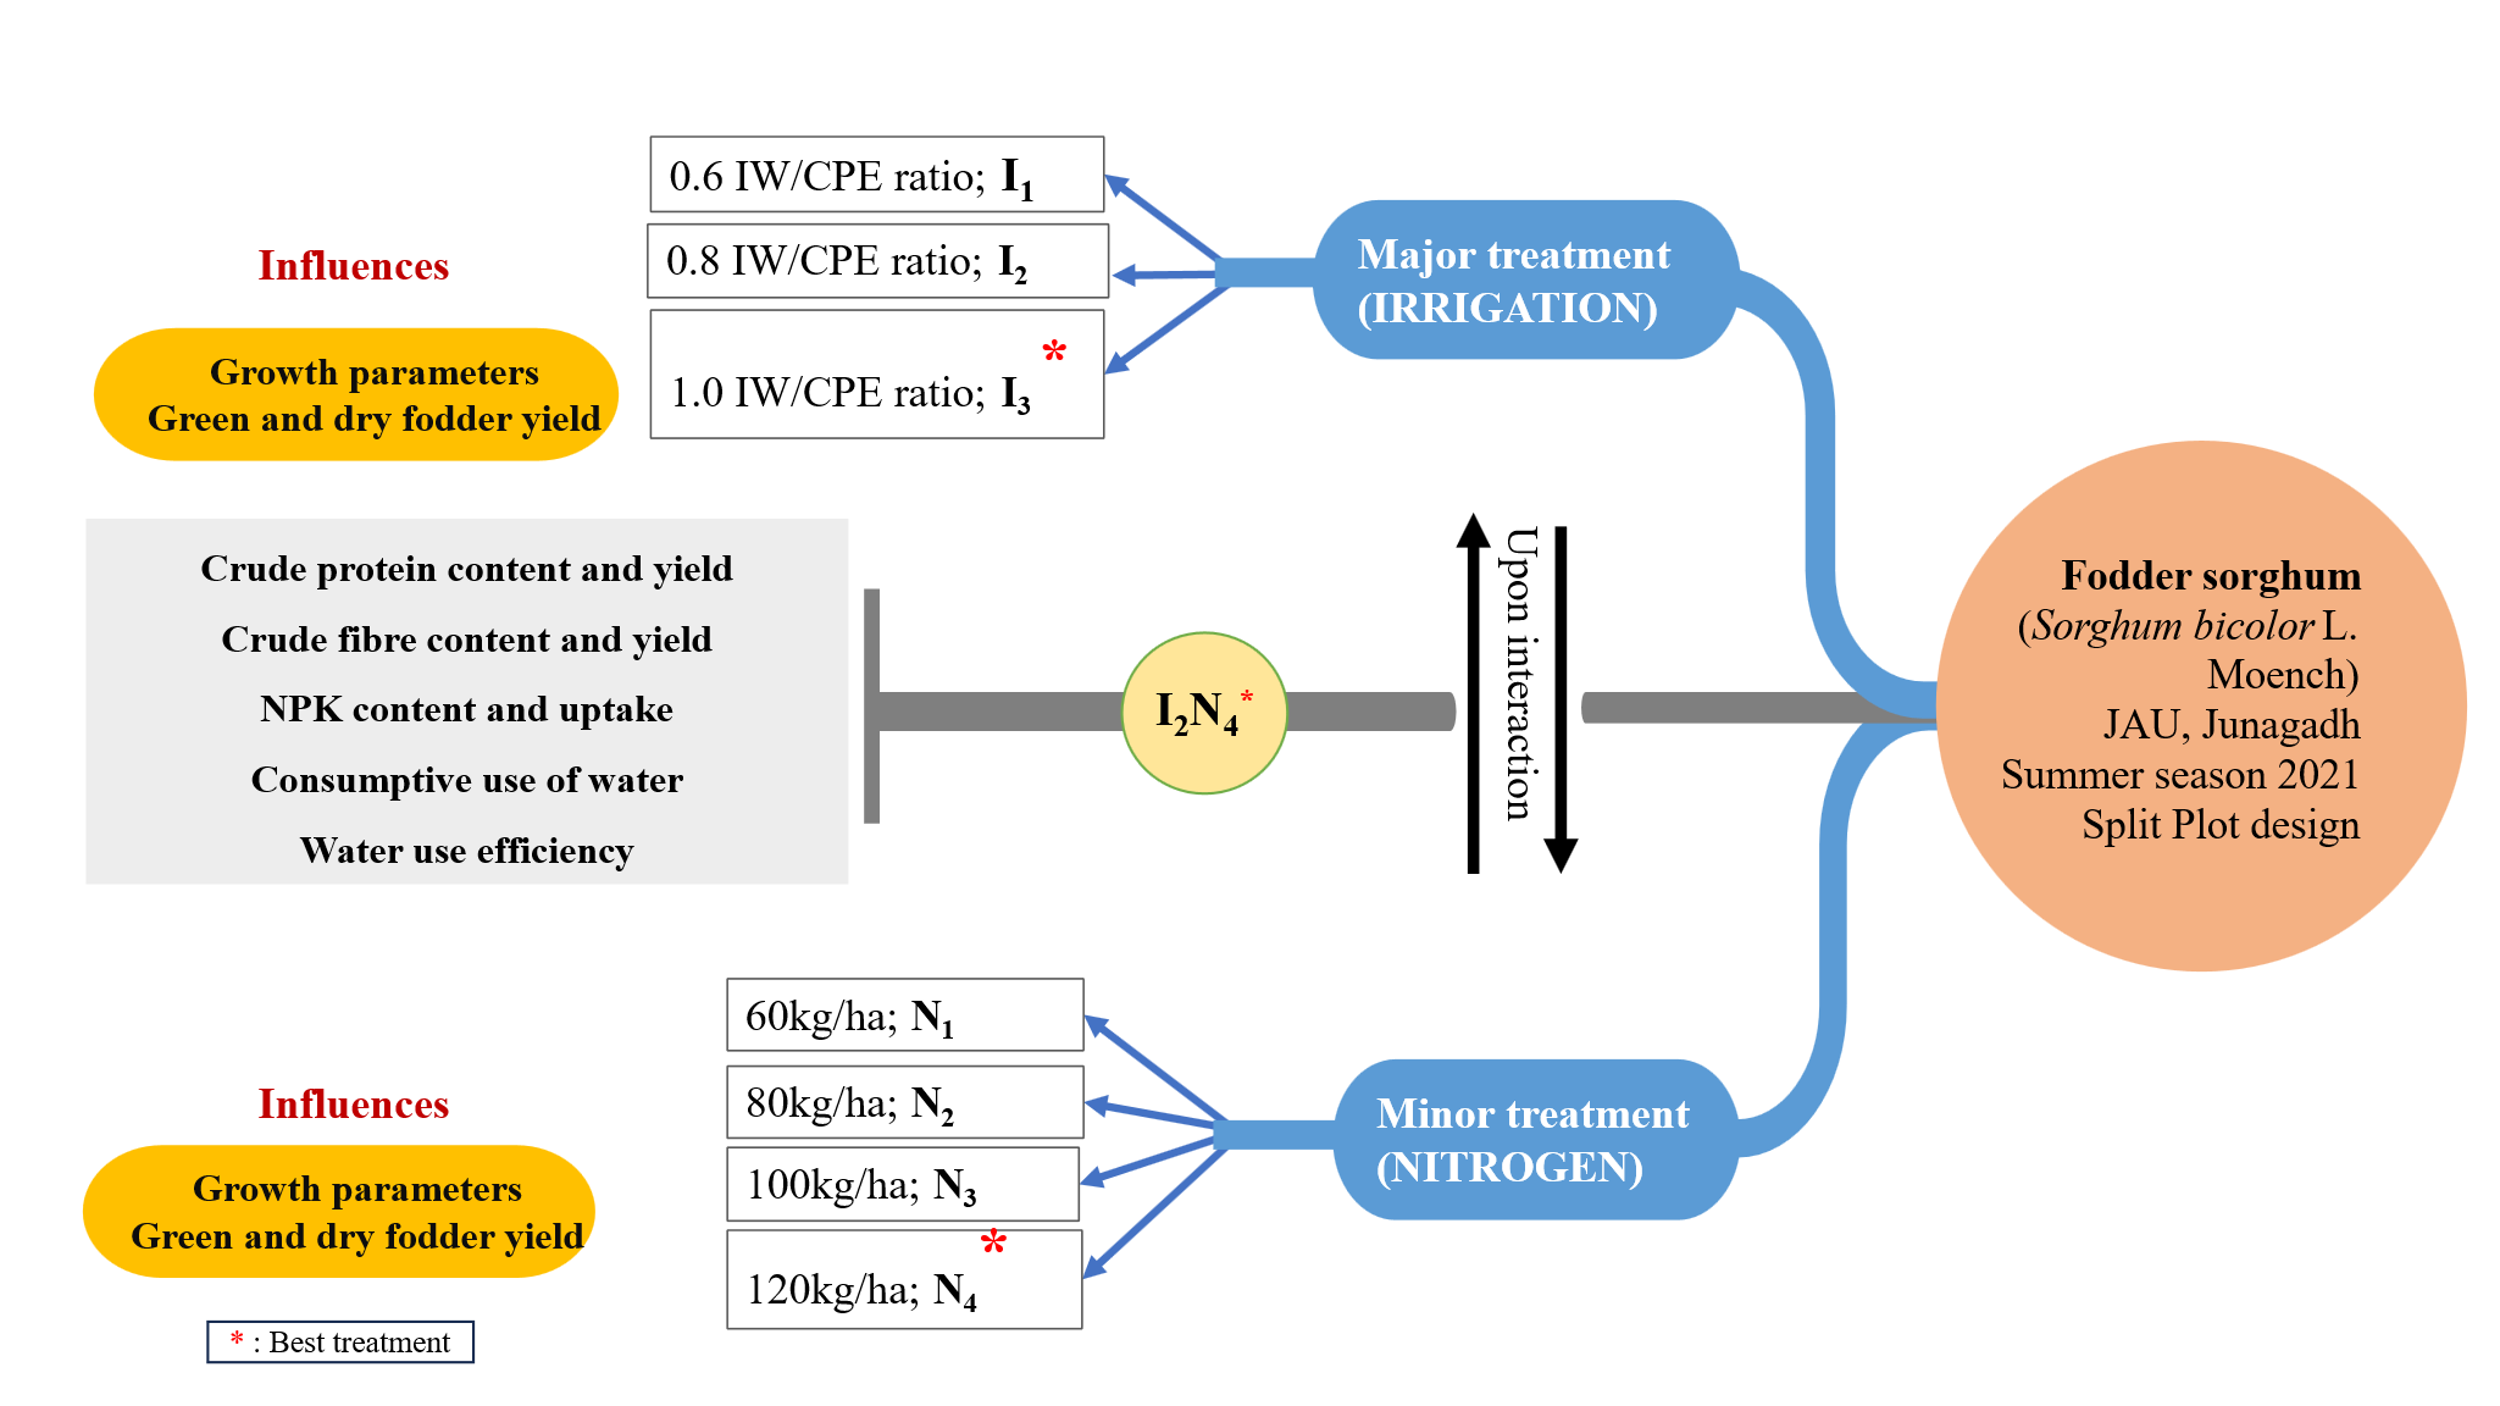 0.6 IW/CPE ratio; I1
0.8 IW/CPE ratio; I2
1.0 IW/CPE ratio; I3 *
Influences
Growth parameters
Green and dry fodder yield
Major treatment
(IRRIGATION)
Crude protein content and yield
Crude fibre content and yield
NPK content and uptake
Consumptive use of water
Water use efficiency
I2N4*
Upon interaction
Fodder sorghum
(Sorghum bicolor L.
Moench)
JAU, Junagadh
Summer season 2021
Split Plot design
60kg/ha; N1
80kg/ha; N2
100kg/ha; N3
120kg/ha; N4 *
Influences
Growth parameters
Green and dry fodder yield
Minor treatment
(NITROGEN)
* : Best treatment